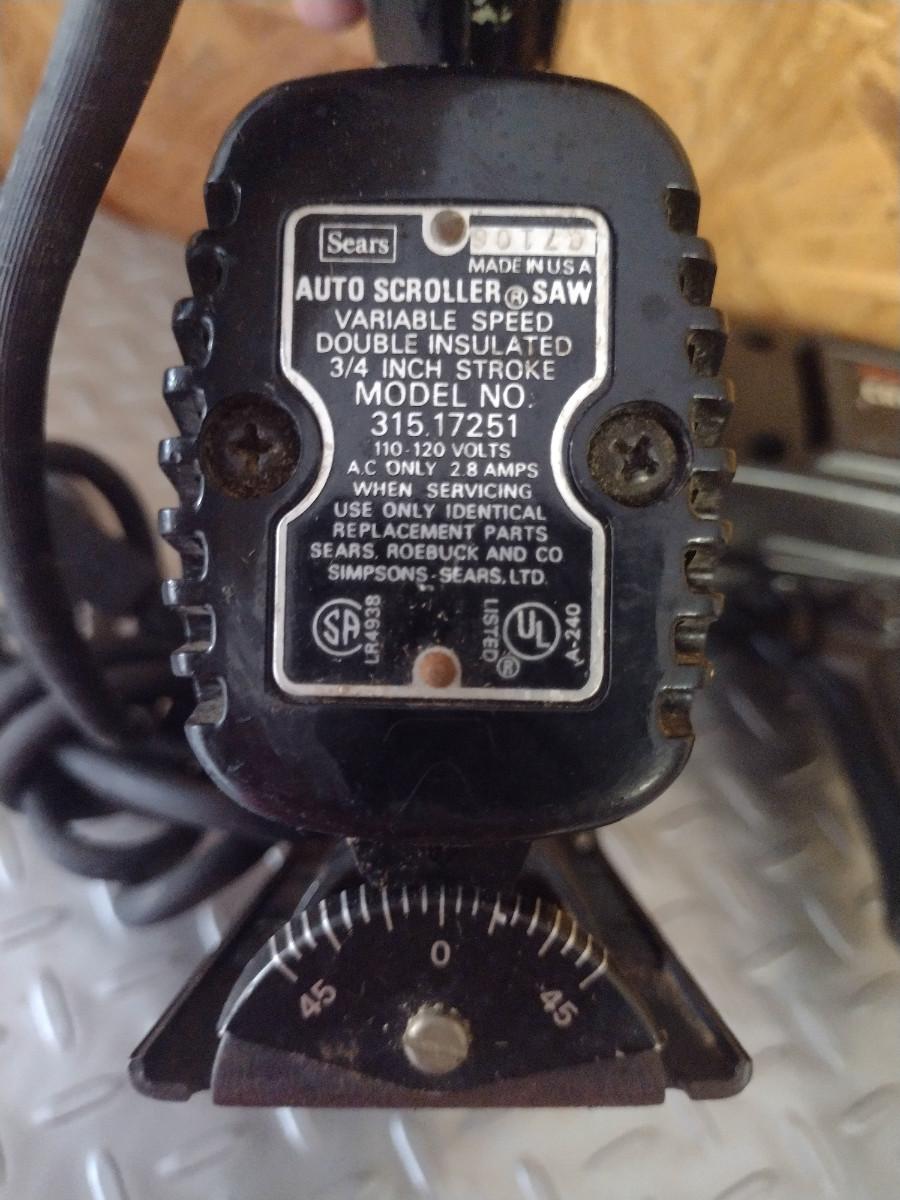 Sears
MADE IN U S A
AUTO SCROLLER ® SAW
VARIABLE SPEED
DOUBLE INSULATED
3/4 INCH STROKE
MODEL NO.
315.17251
110-120 VOLTS
A.C ONLY 2.8 AMPS
WHEN SERVICING
USE ONLY IDENTICAL
REPLACEMENT PARTS
SEARS, ROEBUCK AND CO
SIMPSONS-SEARS, LTD.
SA
LR4938
LISTED
®
UL
A-240
0
45
45